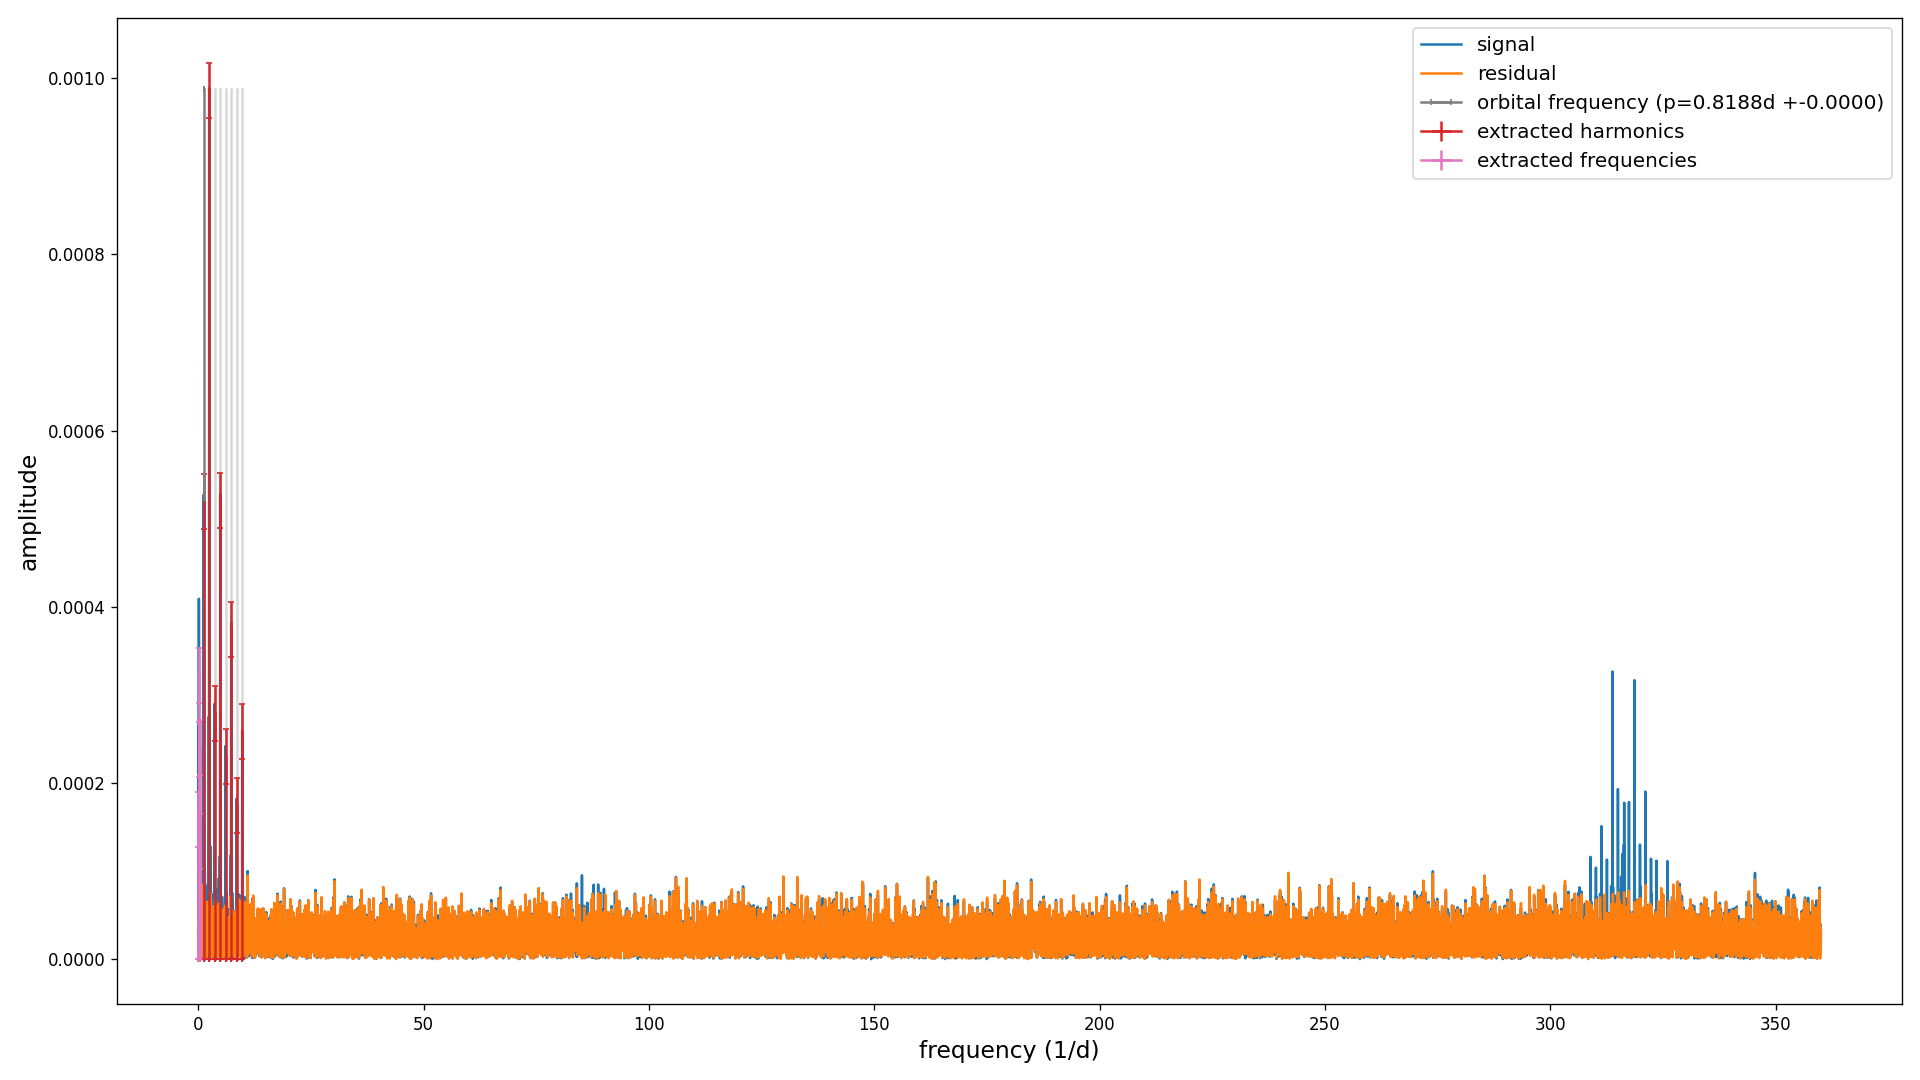 signal
residual
orbital frequency (p=0.8188d +-0.0000)
extracted harmonics
extracted frequencies
0.0010
0.0008
0.0006
0.0004
0.0002
0.0000
amplitude
0 50 100 150 200 250 300 350
frequency (1/d)